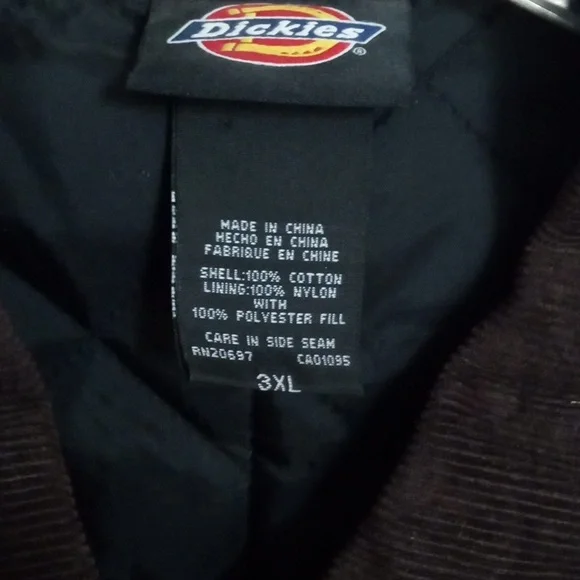 Dickies®
MADE IN CHINA
HECHO EN CHINA
FABRIQUE EN CHINE
SHELL:100% COTTON
LINING:100% NYLON
WITH
100% POLYESTER FILL
CARE IN SIDE SEAM
RN20697 CA01095
3XL